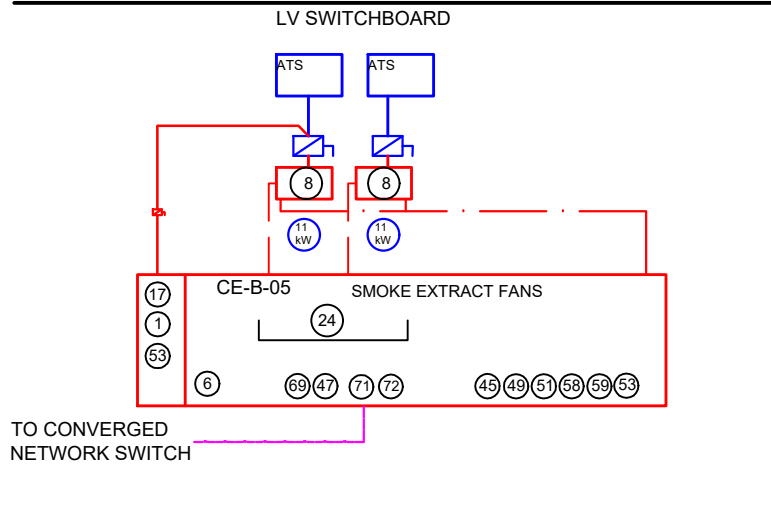 LV SWITCHBOARD
ATS ATS
8 8
11 11
kW kW
CE-B-05 SMOKE EXTRACT FANS
17
24
1
53
6 69 47 71 72 45 49 51 58 59 53
TO CONVERGED
NETWORK SWITCH